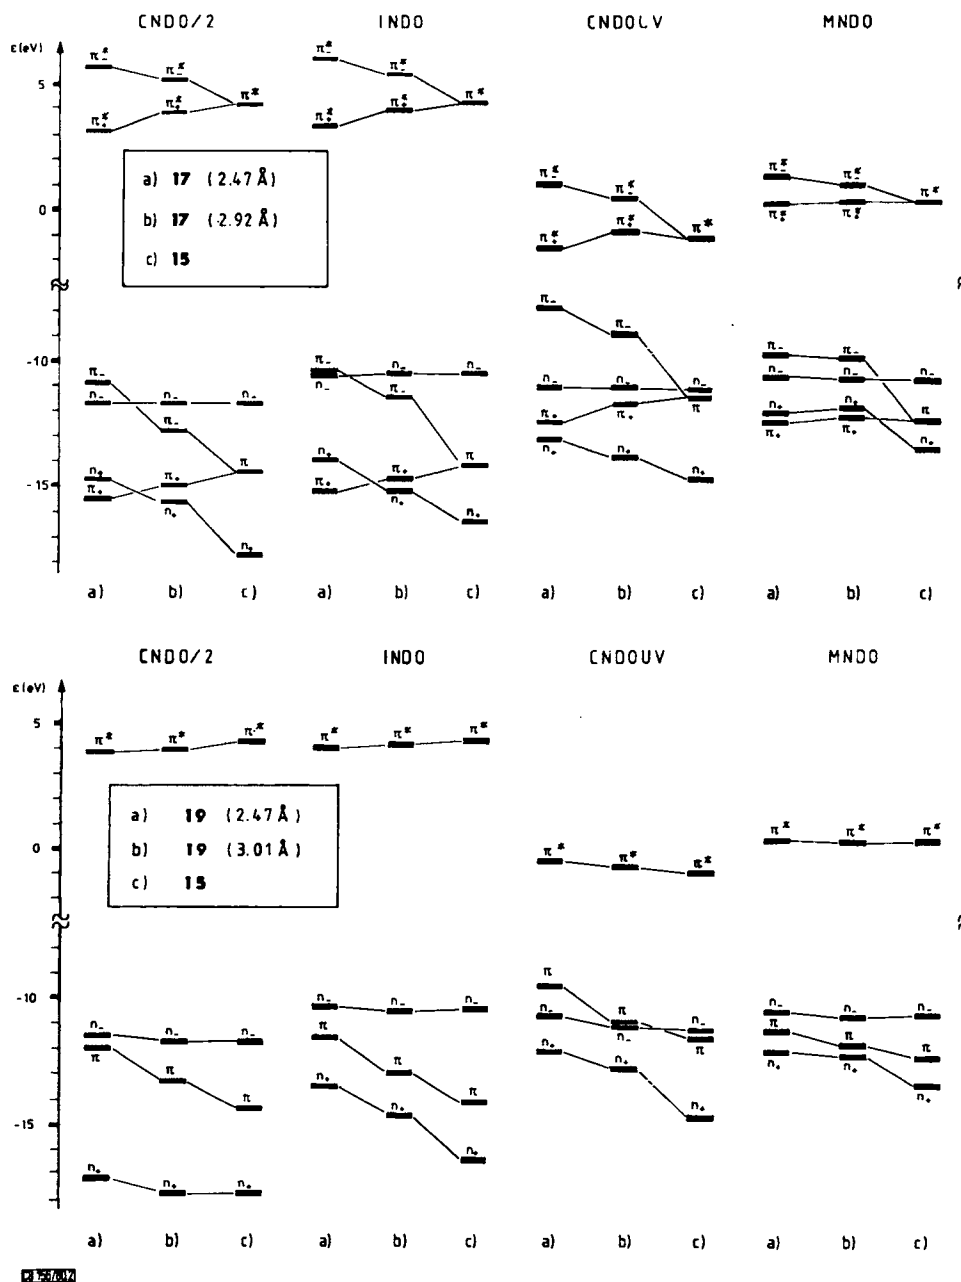 CNDO/2 INDO CNDOUV MNDO
ε(eV)
π₋* π₋* π* π₋* π₋* π*
5
π₊* π₊* π₊* π₊*
a) 17 (2.47 Å)
b) 17 (2.92 Å)
c) 15
π₋* π₋* π* π₋* π₋* π*
0
π₊* π₊* π₊* π₊*
π₋ π₋ π π₋ π₋ π
-10
π₋ n₋ n₋ π₋ n₋ n₋ n₋ n₋ n₋ n₋ n₋ n₋
n₋ π₋ π n₋ π₋ π π₊ π₊ n₊ n₊
n₊ π₊ n₊ π₊ n₊ n₊ n₊ π₊ π₊ n₊
-15
π₊ n₊ n₊ π₊ n₊ n₊
a) b) c) a) b) c) a) b) c) a) b) c)
CNDO/2 INDO CNDOUV MNDO
ε(eV)
5
π* π* π* π* π* π*
a) 19 (2.47 Å)
b) 19 (3.01 Å)
c) 15
0
π* π* π* π* π* π*
-10
n₋ n₋ n₋ n₋ n₋ n₋ π π n₋ n₋ n₋ n₋
π π π π π π n₋ n₋ π π π π
n₊ n₊ n₊ n₊ n₊ n₊ n₊ n₊ n₊
-15
n₊ n₊ n₊
a) b) c) a) b) c) a) b) c) a) b) c)